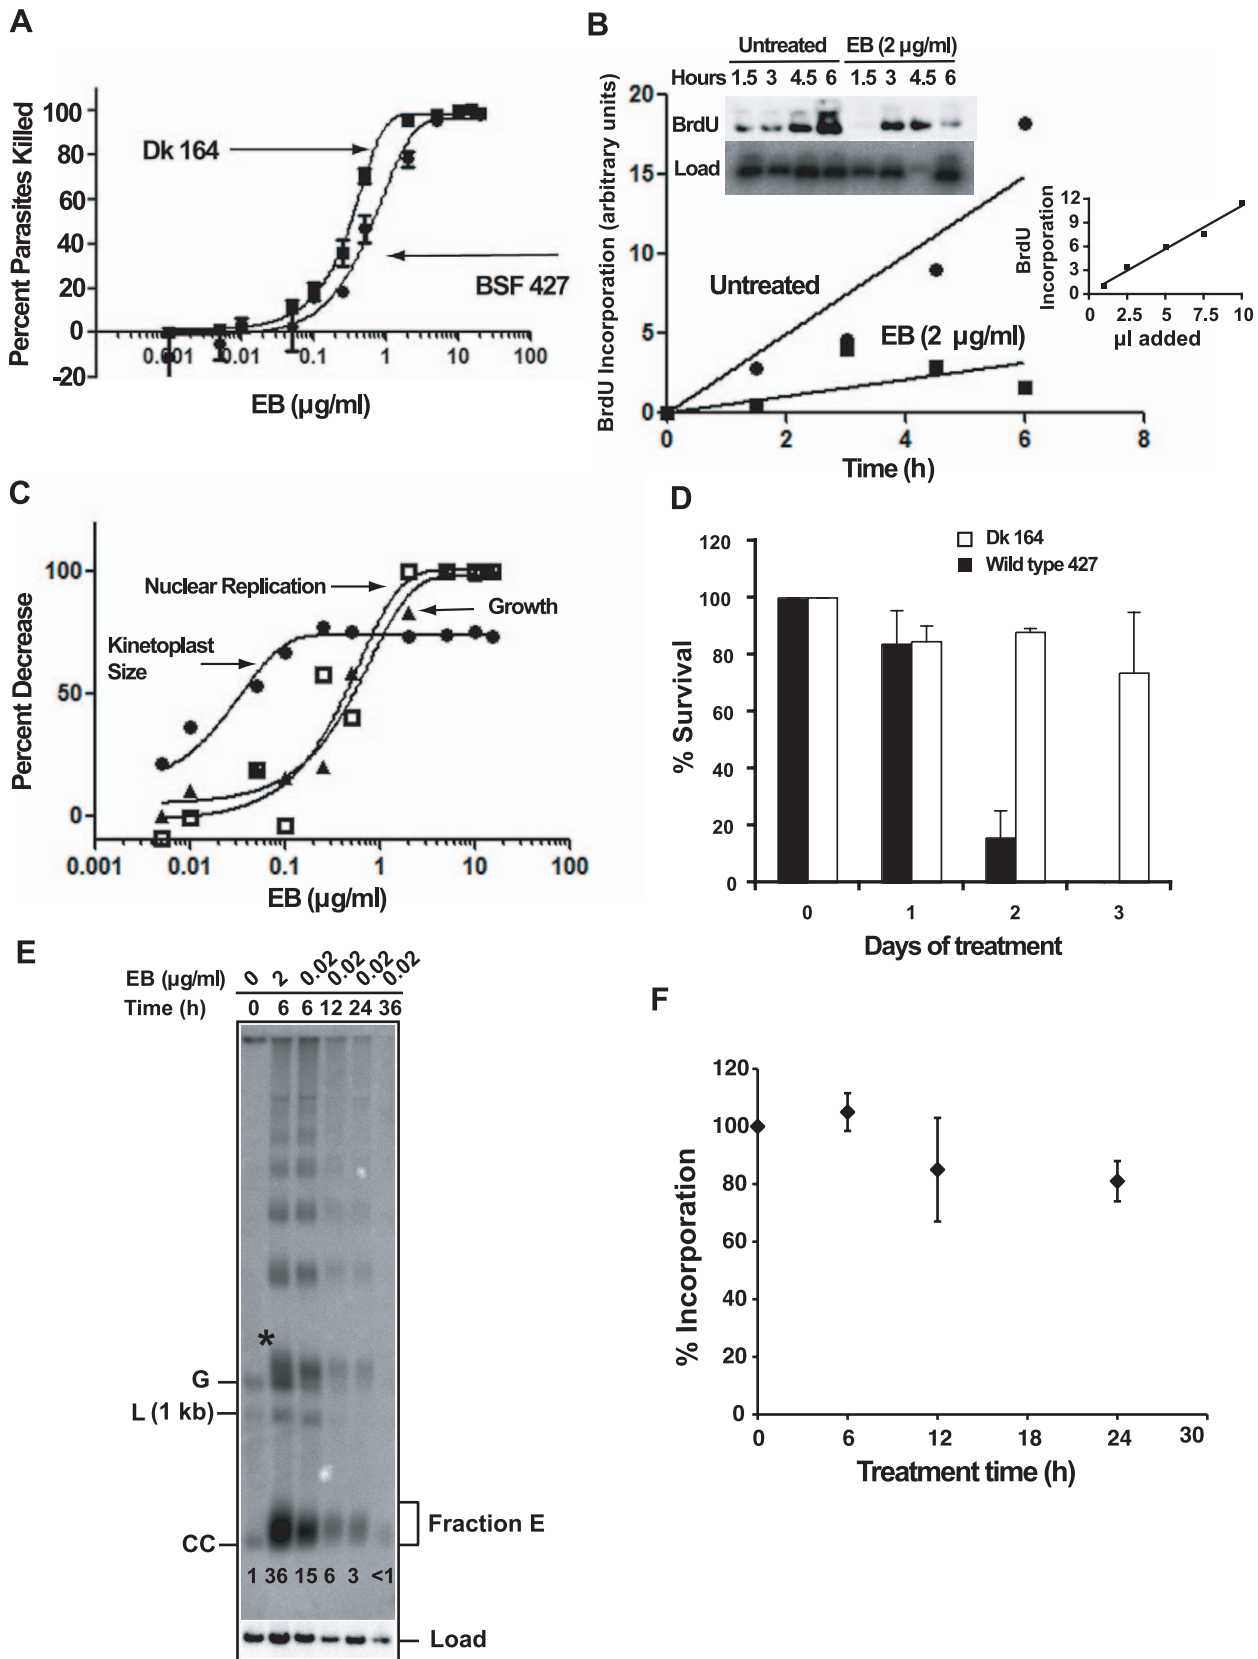 A
Percent Parasites Killed
100
80
60
40
20
0
-20
Dk 164
BSF 427
0.001 0.01 0.1 1 10 100
EB (µg/ml)
B
Untreated EB (2 µg/ml)
Hours 1.5 3 4.5 6 1.5 3 4.5 6
BrdU
Load
BrdU Incorporation (arbitrary units)
20
15
10
5
0
Untreated
EB (2 µg/ml)
0 2 4 6 8
Time (h)
BrdU
Incorporation
12
9
6
3
0
0 2.5 5 7.5 10
µl added
C
Percent Decrease
100
50
0
Nuclear Replication
Growth
Kinetoplast
Size
0.001 0.01 0.1 1 10 100
EB (µg/ml)
D
% Survival
120
100
80
60
40
20
0
Dk 164
Wild type 427
0 1 2 3
Days of treatment
E
EB (µg/ml) 0 2 0.02 0.02 0.02 0.02
Time (h) 0 6 6 12 24 36
*
G
L (1 kb)
CC
Fraction E
1 36 15 6 3 <1
Load
F
% Incorporation
120
100
80
60
40
20
0
0 6 12 18 24 30
Treatment time (h)